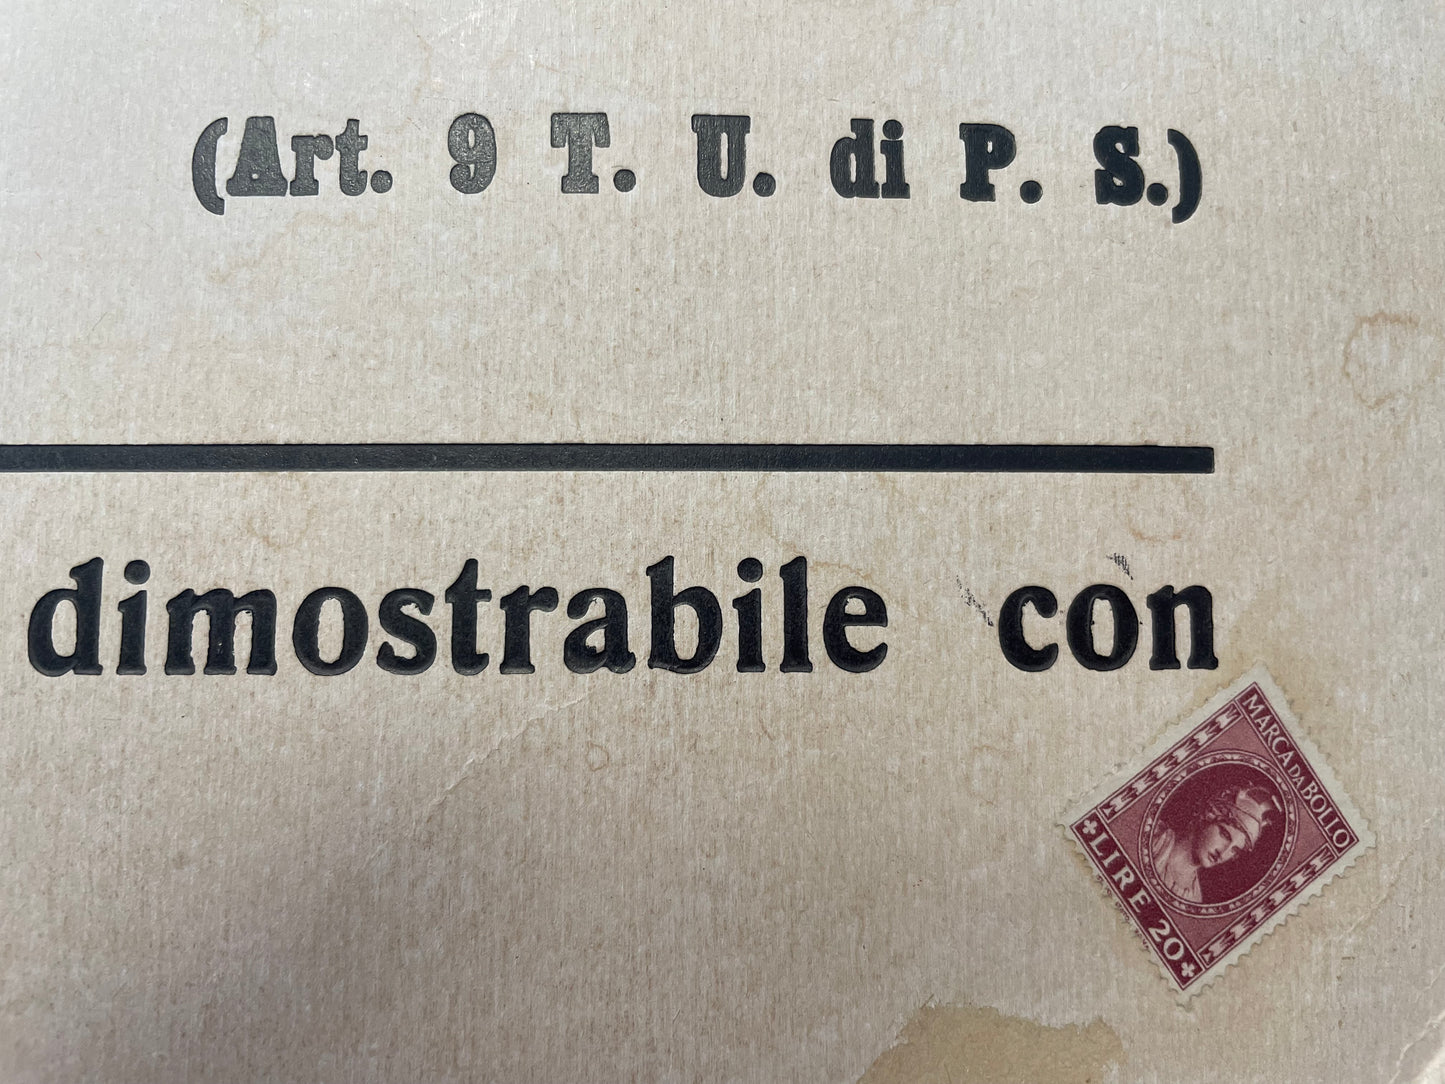 (Art. 9 T. U. di P. S.)
dimostrabile con
MARCA DA BOLLO
LIRE 20